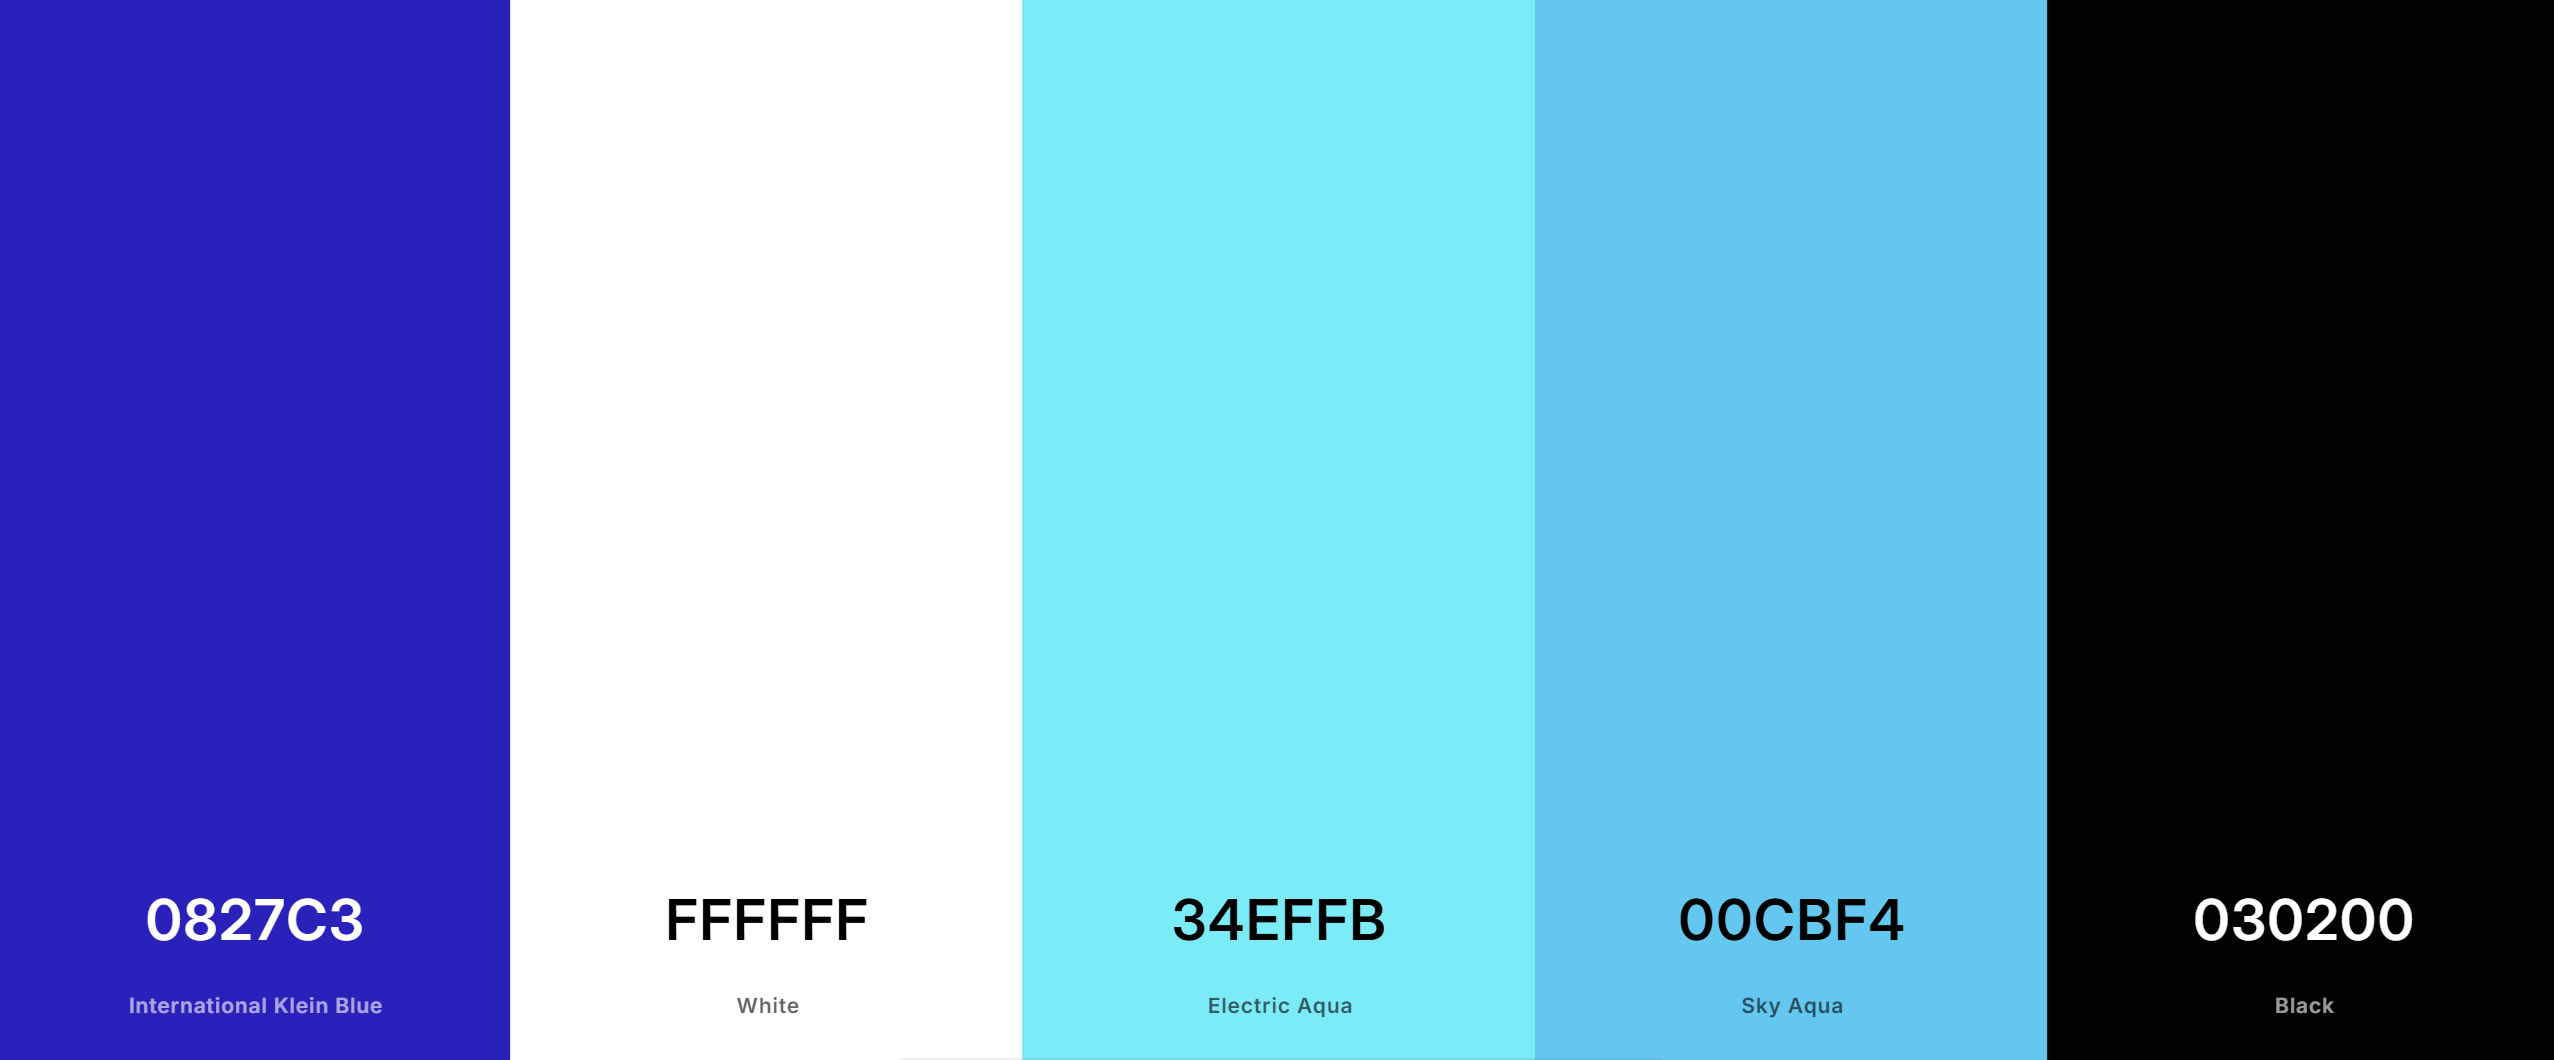 0827C3
International Klein Blue
FFFFFF
White
34EFFB
Electric Aqua
00CBF4
Sky Aqua
030200
Black